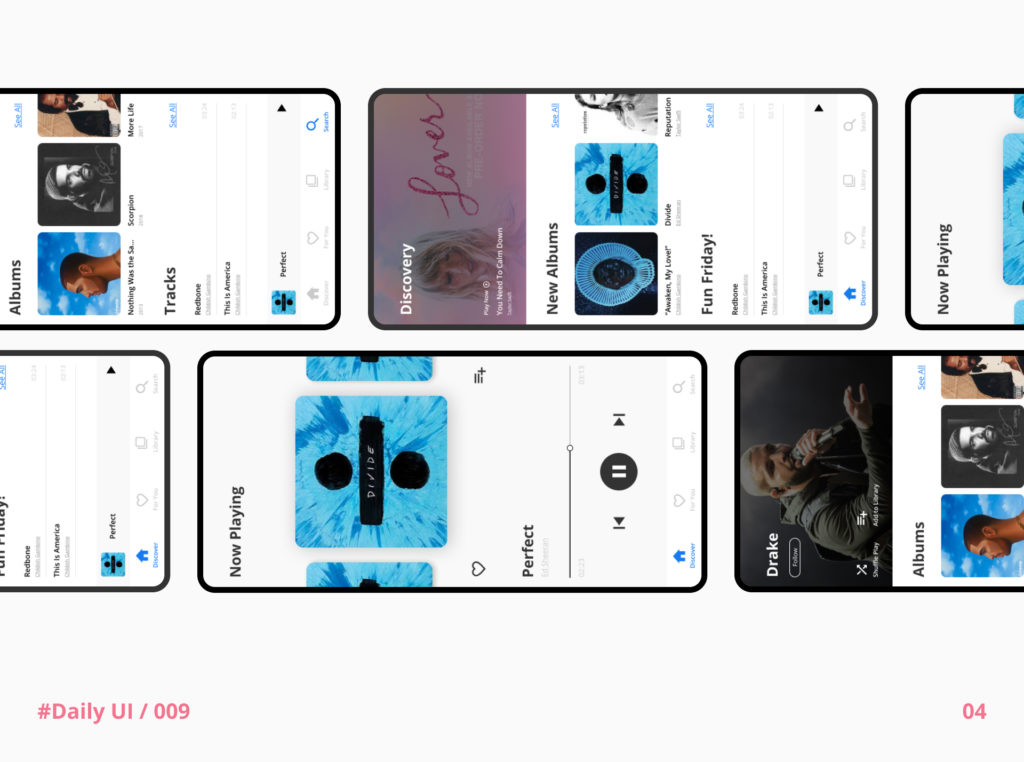 Albums See All
Nothing Was the Sa... Scorpion More Life
2013 2018 2017
Tracks See All
Redbone 03:24
Childish Gambino
This Is America 02:13
Childish Gambino
Perfect
Discover For You Library Search
Discovery
Lover
Play Now
You Need To Calm Down
Taylor Swift
New Albums See All
reputation
DIVIDE
"Awaken, My Love!" Divide Reputation
Childish Gambino Ed Sheeran Taylor Swift
Fun Friday! See All
Redbone 03:24
Childish Gambino
This Is America 02:13
Childish Gambino
Perfect
Discover For You Library Search
Now Playing
Fun Friday! See All
Redbone 03:24
Childish Gambino
This Is America 02:13
Childish Gambino
Perfect
Discover For You Library Search
Now Playing
DIVIDE
Perfect
Ed Sheeran
02:23 03:13
Discover For You Library Search
Drake
Follow
Shuffle Play Add to Library
Albums See All
#Daily UI / 009
04